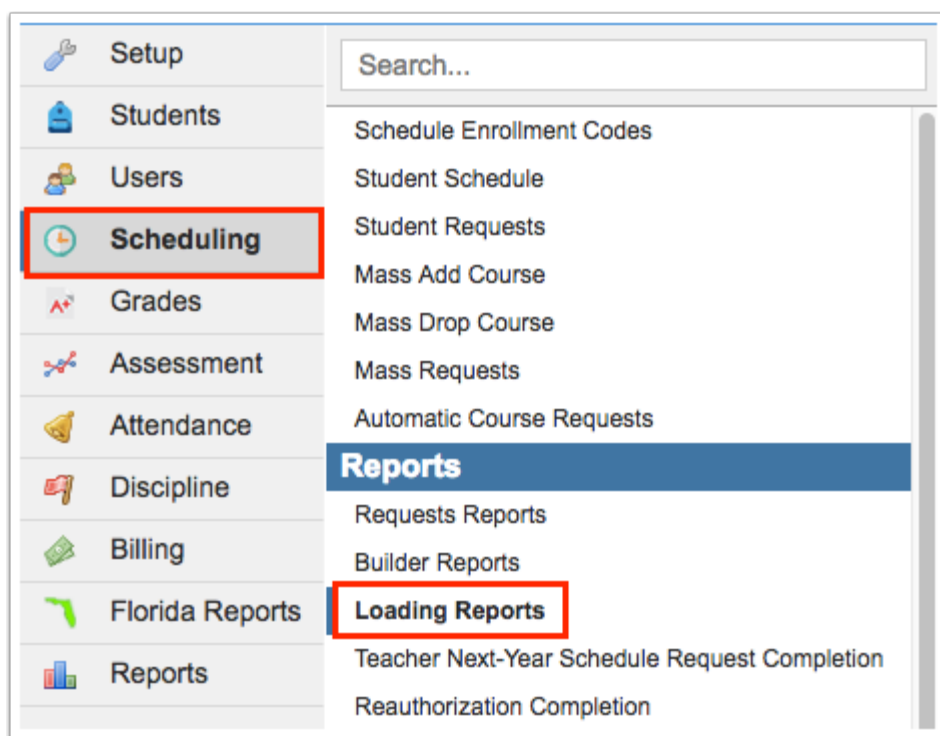 Setup
Students
Users
Scheduling
A+
Grades
Assessment
Attendance
Discipline
Billing
Florida Reports
Reports
Search...
Schedule Enrollment Codes
Student Schedule
Student Requests
Mass Add Course
Mass Drop Course
Mass Requests
Automatic Course Requests
Reports
Requests Reports
Builder Reports
Loading Reports
Teacher Next-Year Schedule Request Completion
Reauthorization Completion